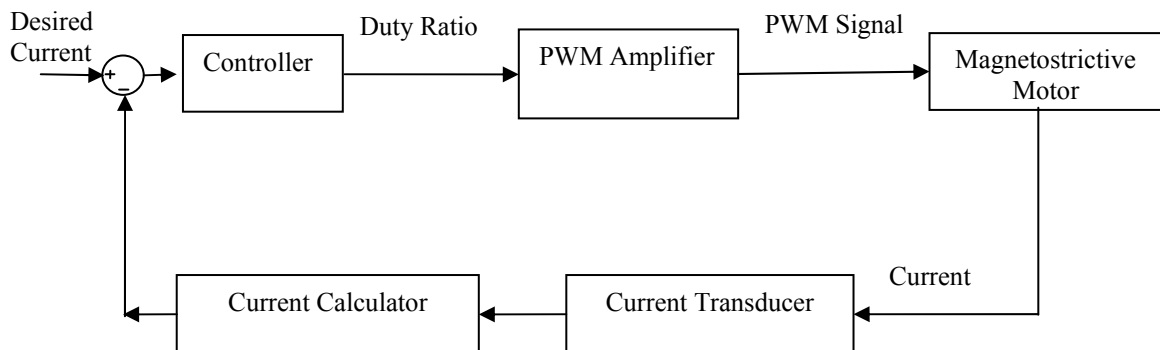 Desired
Current
+
−
Controller
Duty Ratio
PWM Amplifier
PWM Signal
Magnetostrictive
Motor
Current
Current Transducer
Current Calculator